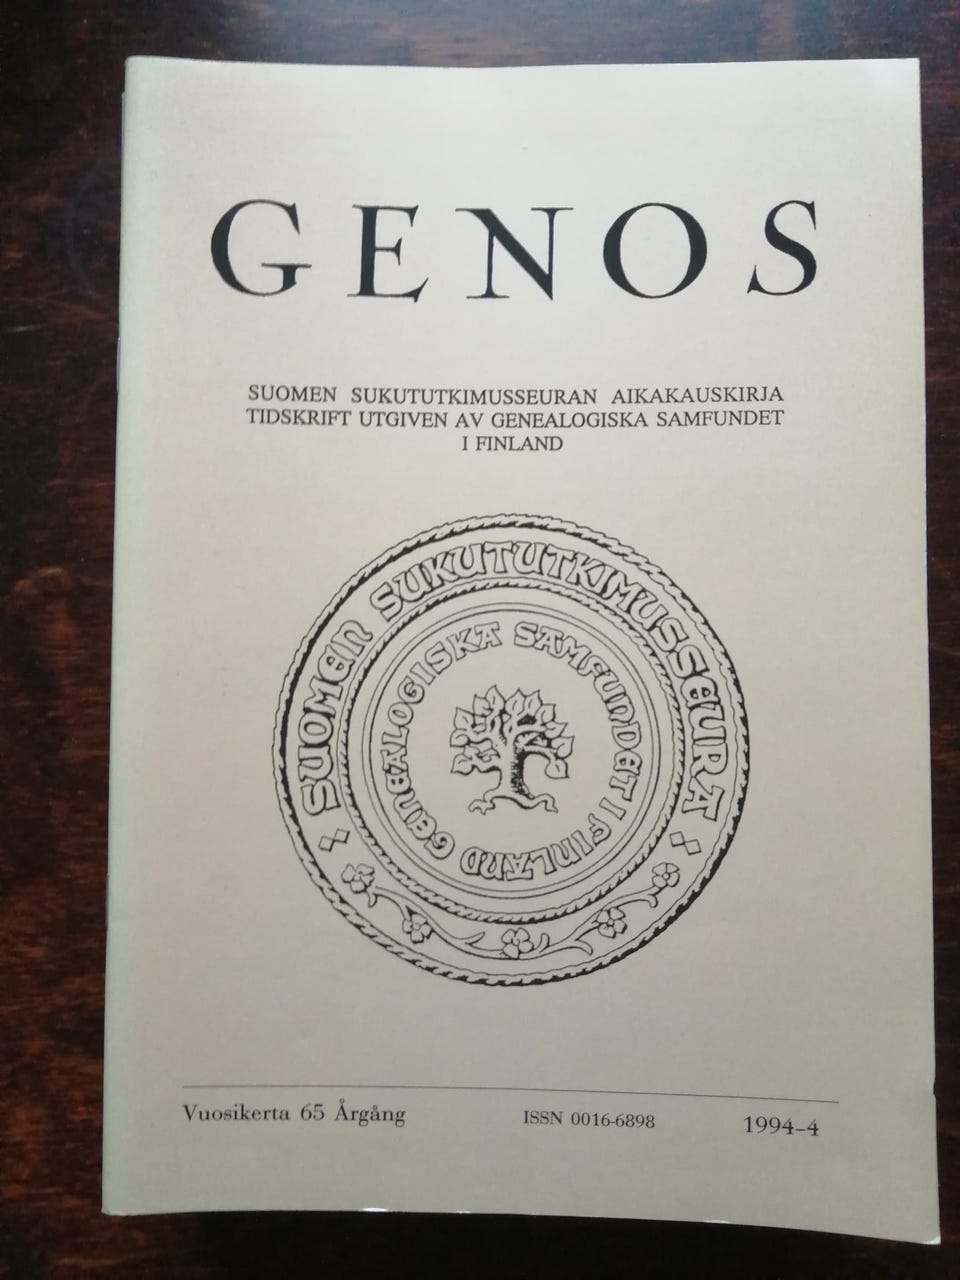 GENOS
SUOMEN SUKUTUTKIMUSSEURAN AIKAKAUSKIRJA
TIDSKRIFT UTGIVEN AV GENEALOGISKA SAMFUNDET
I FINLAND
SUOMEN SUKUTUTKIMUSSEURA
GENEALOGISKA SAMFUNDET I FINLAND
Vuosikerta 65 Årgång
ISSN 0016-6898
1994-4